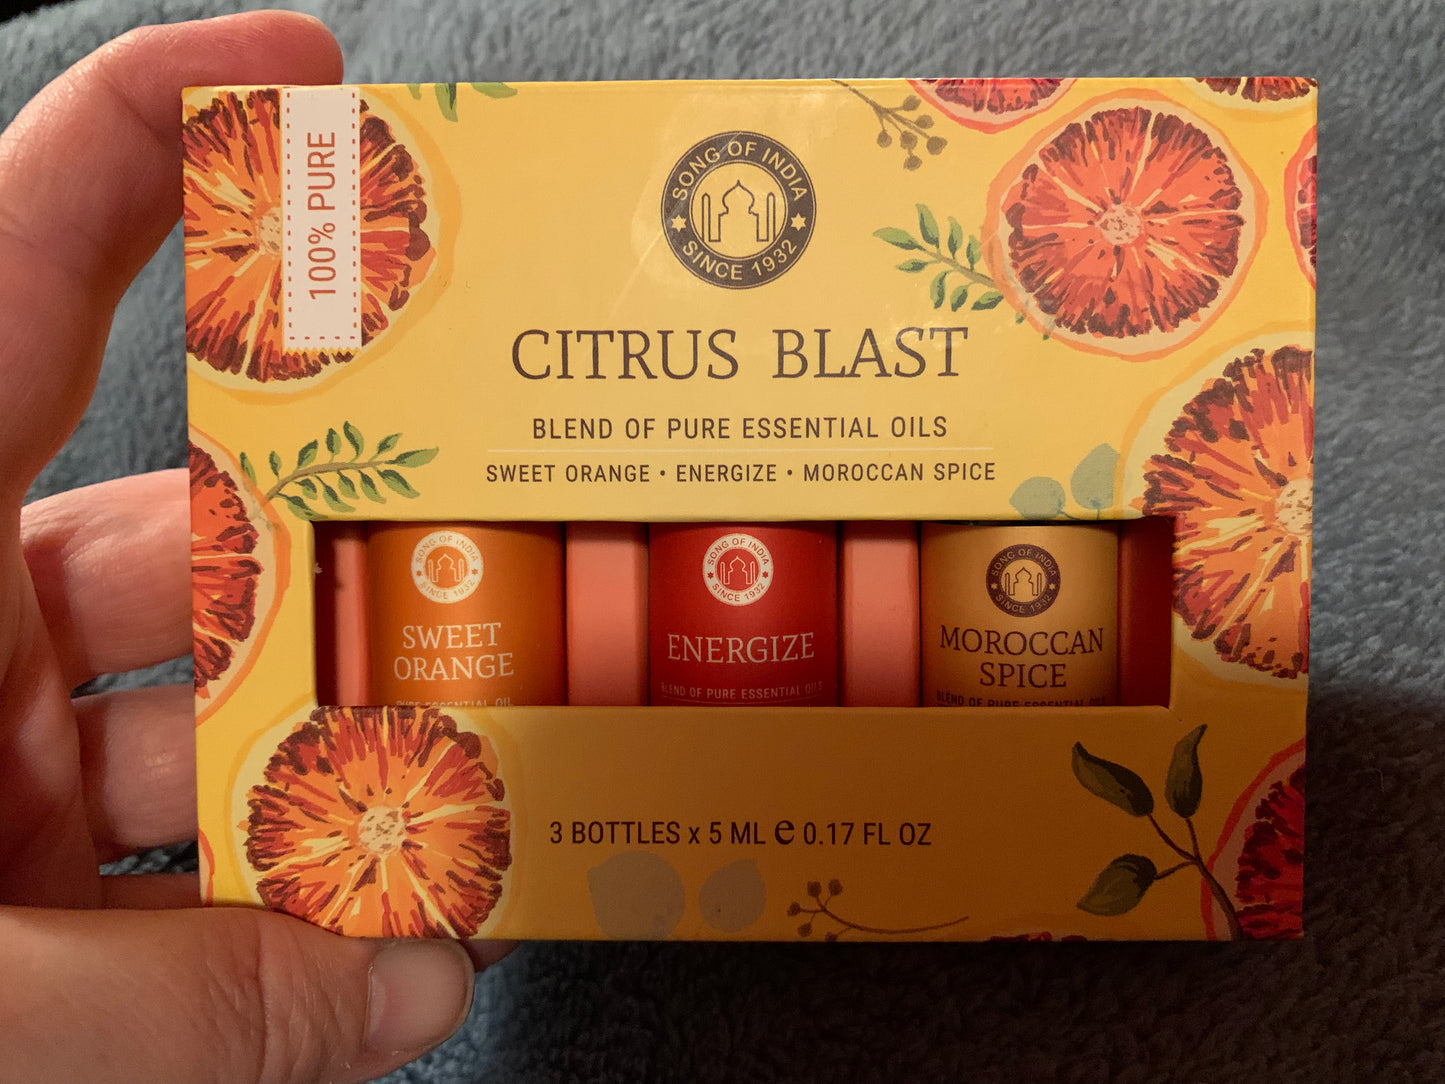 100% PURE
SONG OF INDIA
SINCE 1932
CITRUS BLAST
BLEND OF PURE ESSENTIAL OILS
SWEET ORANGE • ENERGIZE • MOROCCAN SPICE
SONG OF INDIA
SINCE 1932
SWEET
ORANGE
PURE ESSENTIAL OIL
SONG OF INDIA
SINCE 1932
ENERGIZE
BLEND OF PURE ESSENTIAL OILS
SONG OF INDIA
SINCE 1932
MOROCCAN
SPICE
BLEND OF PURE ESSENTIAL OILS
3 BOTTLES x 5 ML e 0.17 FL OZ